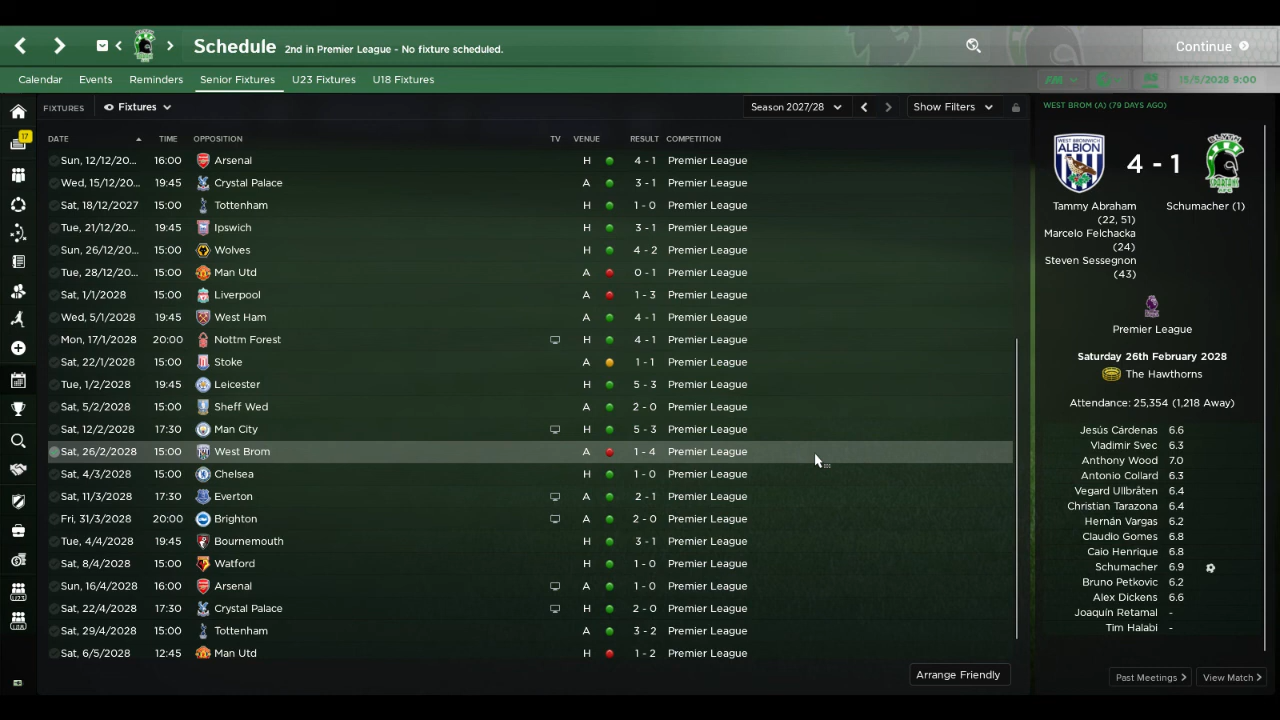 Schedule 2nd in Premier League - No fixture scheduled.
Continue
Calendar Events Reminders Senior Fixtures U23 Fixtures U18 Fixtures
FM 15/5/2028 9:00
FIXTURES Fixtures Season 2027/28 Show Filters
DATE TIME OPPOSITION TV VENUE RESULT COMPETITION
Sun, 12/12/20... 16:00 Arsenal H 4 - 1 Premier League
Wed, 15/12/20... 19:45 Crystal Palace A 3 - 1 Premier League
Sat, 18/12/2027 15:00 Tottenham H 1 - 0 Premier League
Tue, 21/12/20... 19:45 Ipswich H 3 - 1 Premier League
Sun, 26/12/20... 15:00 Wolves H 4 - 2 Premier League
Tue, 28/12/20... 15:00 Man Utd A 0 - 1 Premier League
Sat, 1/1/2028 15:00 Liverpool A 1 - 3 Premier League
Wed, 5/1/2028 19:45 West Ham A 4 - 1 Premier League
Mon, 17/1/2028 20:00 Nottm Forest H 4 - 1 Premier League
Sat, 22/1/2028 15:00 Stoke A 1 - 1 Premier League
Tue, 1/2/2028 19:45 Leicester H 5 - 3 Premier League
Sat, 5/2/2028 15:00 Sheff Wed A 2 - 0 Premier League
Sat, 12/2/2028 17:30 Man City H 5 - 3 Premier League
Sat, 26/2/2028 15:00 West Brom A 1 - 4 Premier League
Sat, 4/3/2028 15:00 Chelsea H 1 - 0 Premier League
Sat, 11/3/2028 17:30 Everton A 2 - 1 Premier League
Fri, 31/3/2028 20:00 Brighton A 2 - 0 Premier League
Tue, 4/4/2028 19:45 Bournemouth H 3 - 1 Premier League
Sat, 8/4/2028 15:00 Watford H 1 - 0 Premier League
Sun, 16/4/2028 16:00 Arsenal A 1 - 0 Premier League
Sat, 22/4/2028 17:30 Crystal Palace H 2 - 0 Premier League
Sat, 29/4/2028 15:00 Tottenham A 3 - 2 Premier League
Sat, 6/5/2028 12:45 Man Utd H 1 - 2 Premier League
Arrange Friendly
17
WEST BROM (A) (79 DAYS AGO)
WEST BROMWICH
ALBION
4 - 1
BLYTH
SPARTANS
AFC
Tammy Abraham
(22, 51)
Marcelo Felchacka
(24)
Steven Sessegnon
(43)
Schumacher (1)
Premier League
Saturday 26th February 2028
The Hawthorns
Attendance: 25,354 (1,218 Away)
Jesús Cárdenas 6.6
Vladimir Svec 6.3
Anthony Wood 7.0
Antonio Collard 6.3
Vegard Ullbråten 6.4
Christian Tarazona 6.4
Hernán Vargas 6.2
Claudio Gomes 6.8
Caio Henrique 6.8
Schumacher 6.9
Bruno Petkovic 6.2
Alex Dickens 6.6
Joaquín Retamal -
Tim Halabi -
Past Meetings View Match